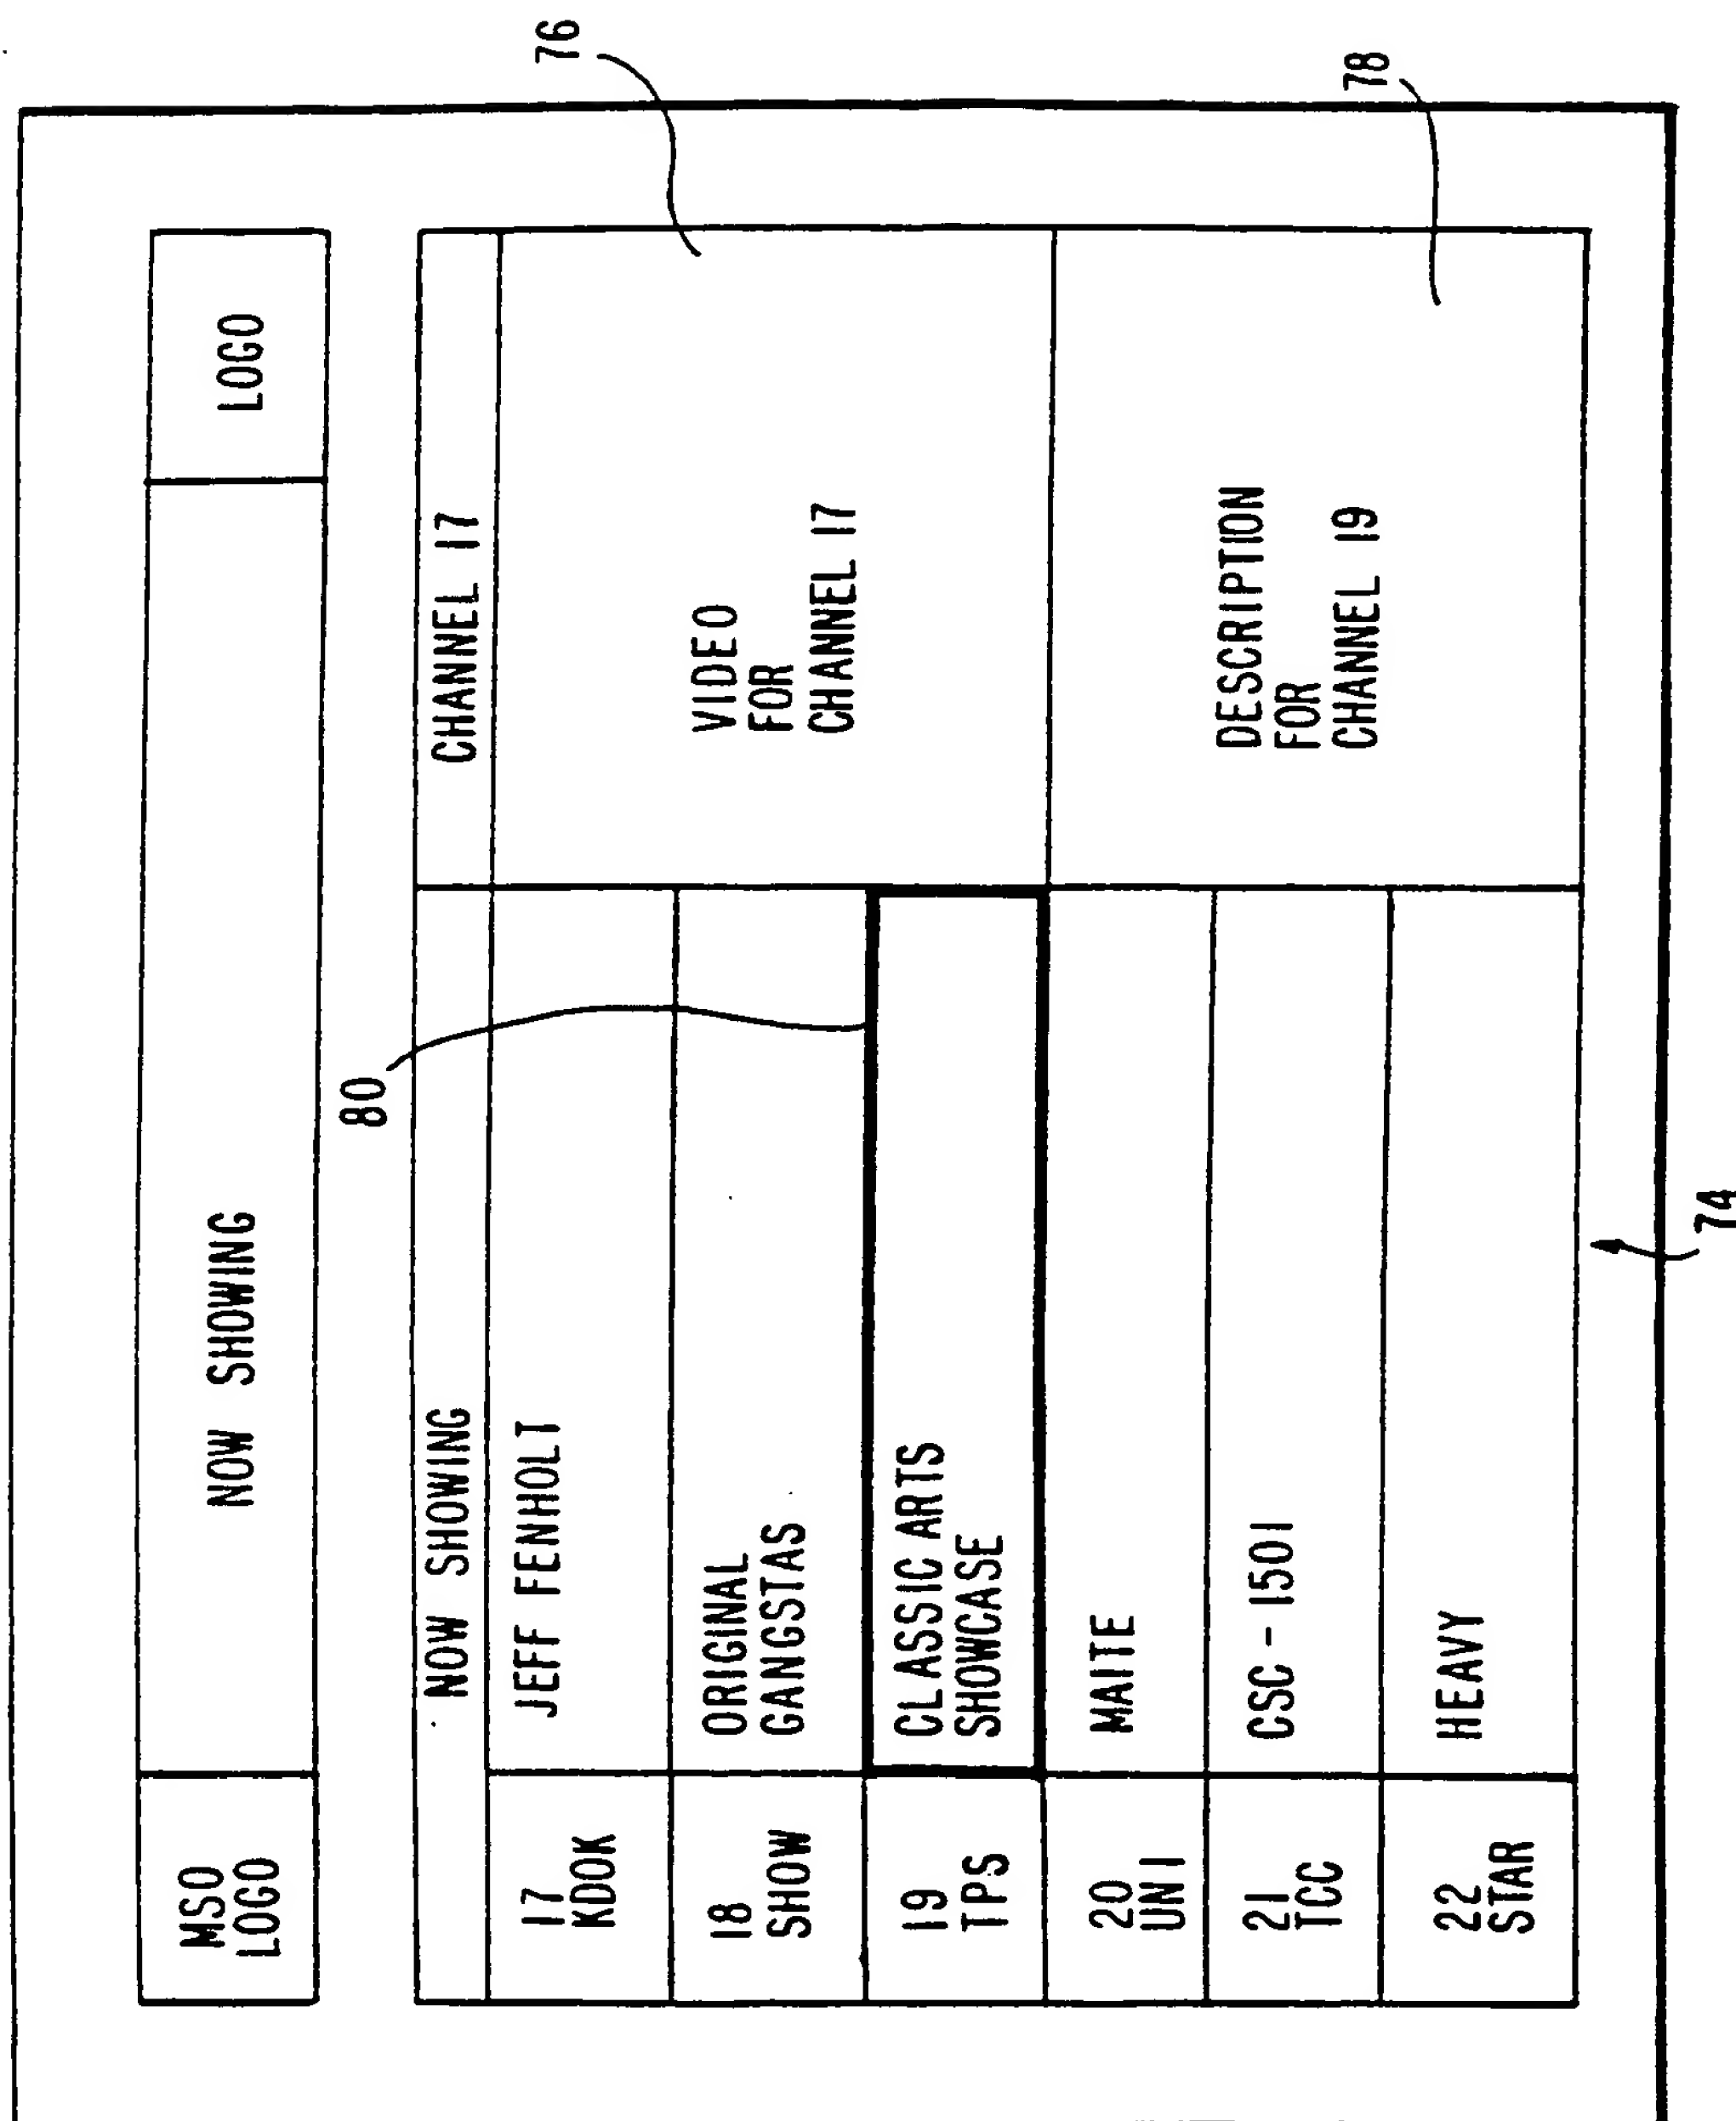 MSO
LOGO
NOW SHOWING
LOGO
80
76
NOW SHOWING
CHANNEL 17
17
KDOK
JEFF FENHOLT
18
SHOW
ORIGINAL
GANGSTAS
19
TPS
CLASSIC ARTS
SHOWCASE
VIDEO
FOR
CHANNEL 17
20
UNI
MAITE
21
TCC
CSC - 1501
22
STAR
HEAVY
DESCRIPTION
FOR
CHANNEL 19
78
74